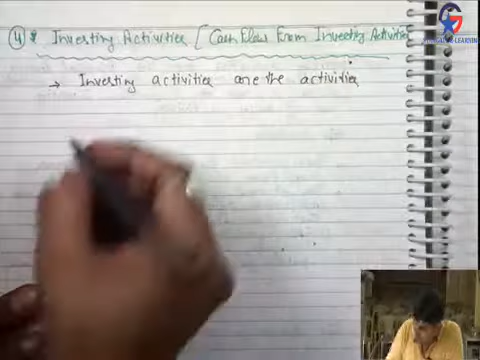 4) * Investing Activities [Cash Flow From Investing Activities
→ Investing activities are the activities